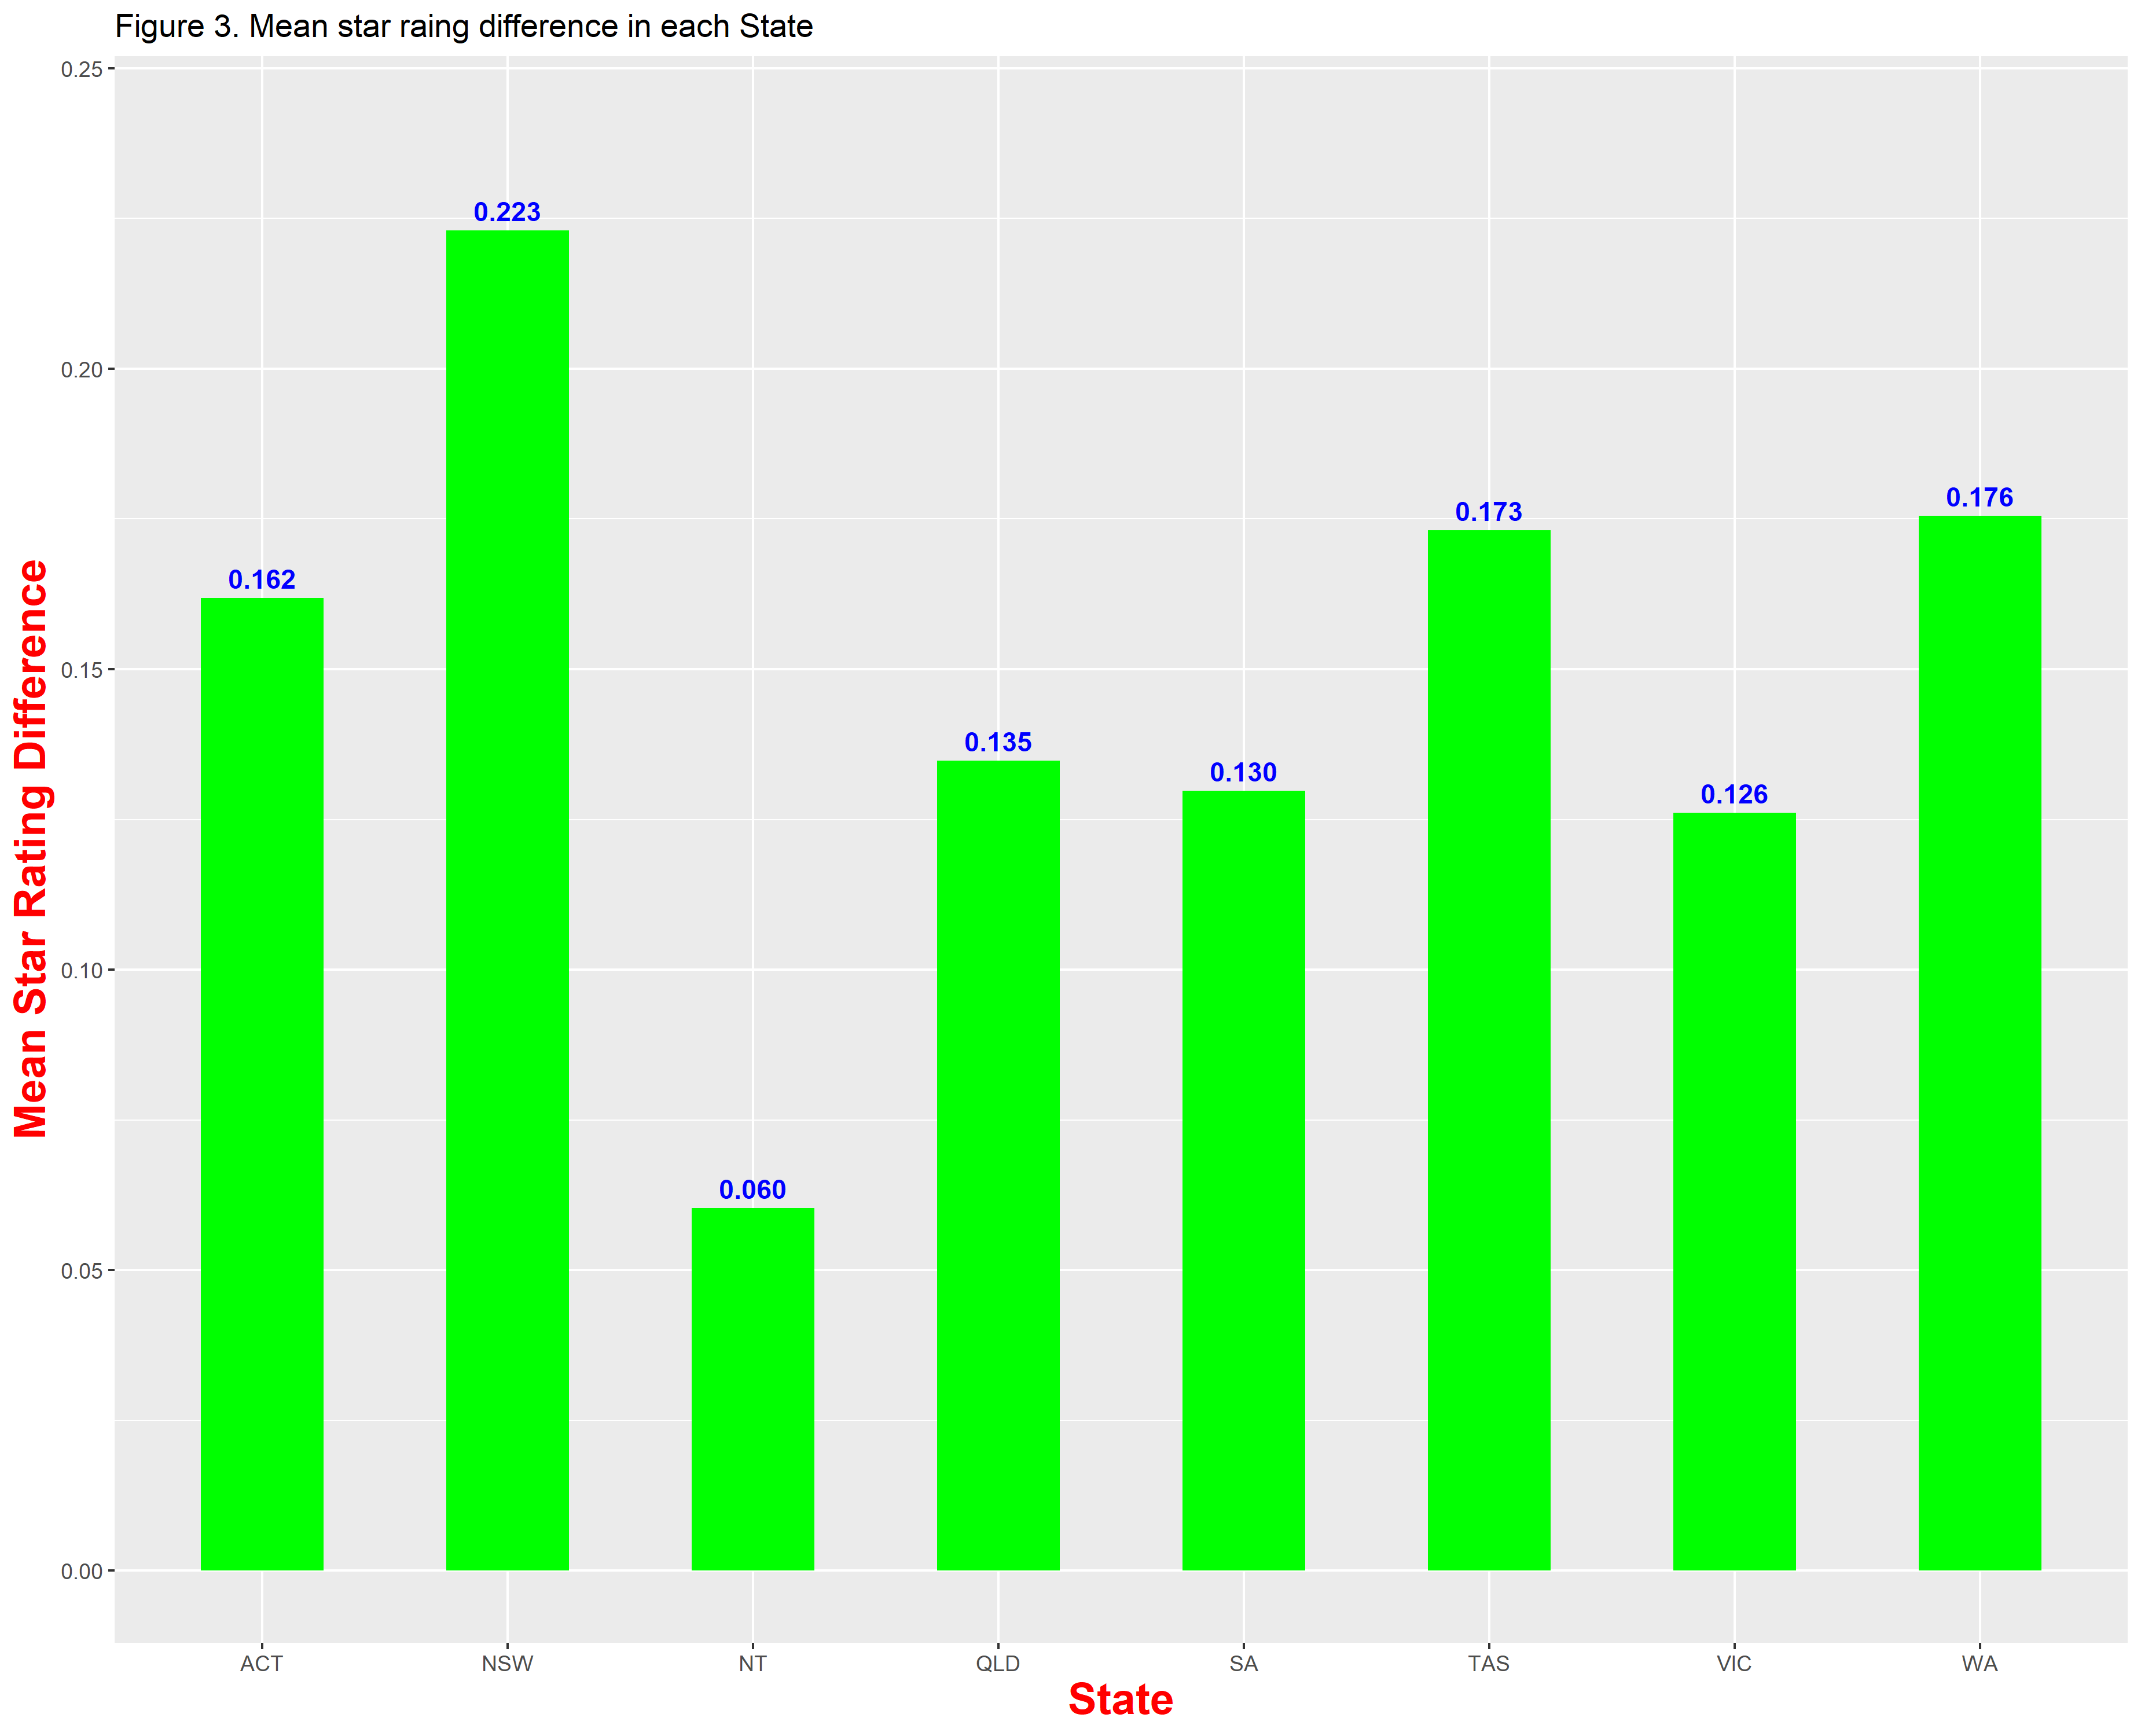 Figure 3. Mean star raing difference in each State
Mean Star Rating Difference
0.25
0.20
0.15
0.10
0.05
0.00
0.162
0.223
0.060
0.135
0.130
0.173
0.126
0.176
ACT
NSW
NT
QLD
SA
TAS
VIC
WA
State